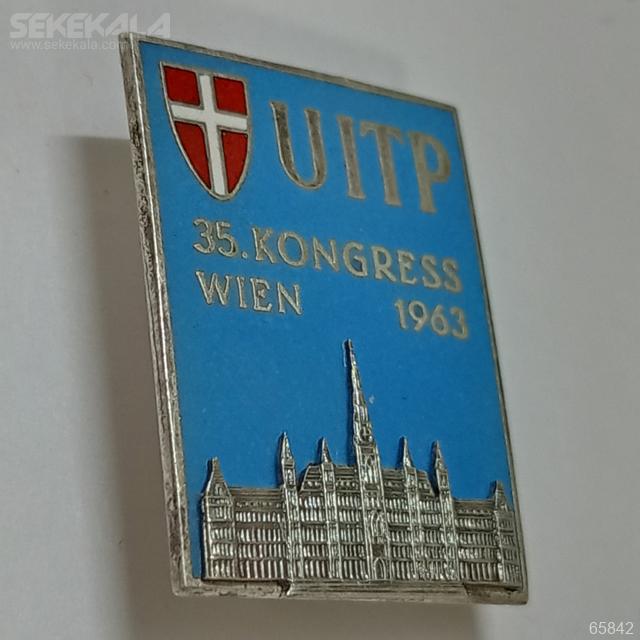 SEKEKALA
www.sekekala.com
UITP
35. KONGRESS
WIEN 1963
65842